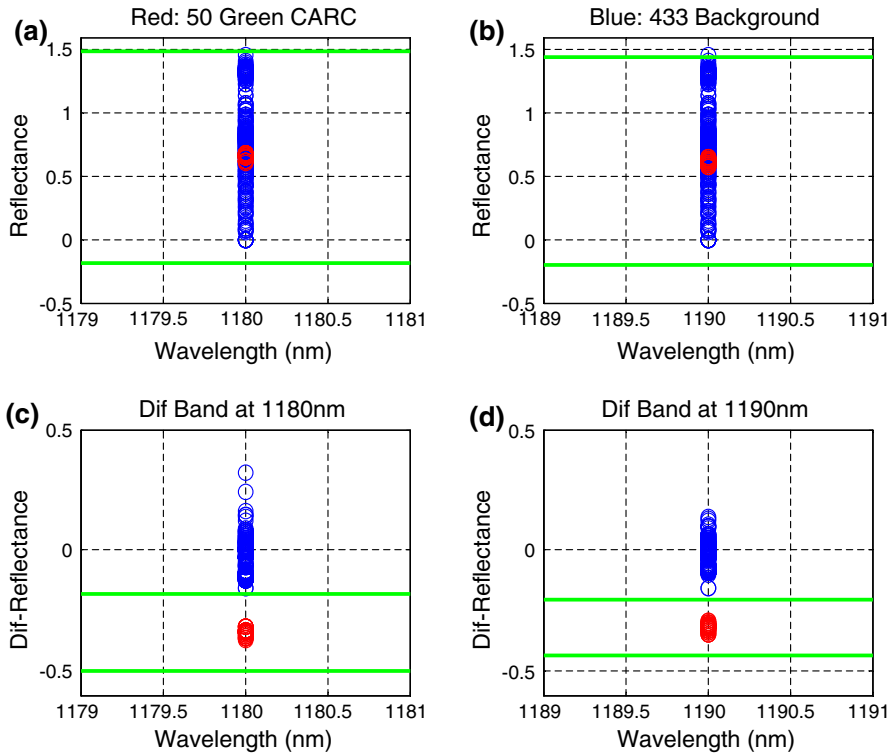 (a) Red: 50 Green CARC
1.5
1
0.5
0
-0.5
Reflectance
1179 1179.5 1180 1180.5 1181
Wavelength (nm)
(b) Blue: 433 Background
1.5
1
0.5
0
-0.5
Reflectance
1189 1189.5 1190 1190.5 1191
Wavelength (nm)
(c) Dif Band at 1180nm
0.5
0
-0.5
Dif-Reflectance
1179 1179.5 1180 1180.5 1181
Wavelength (nm)
(d) Dif Band at 1190nm
0.5
0
-0.5
Dif-Reflectance
1189 1189.5 1190 1190.5 1191
Wavelength (nm)